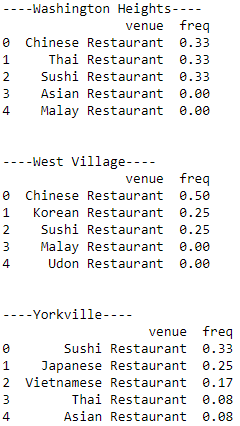 ----Washington Heights----
venue freq
0 Chinese Restaurant 0.33
1 Thai Restaurant 0.33
2 Sushi Restaurant 0.33
3 Asian Restaurant 0.00
4 Malay Restaurant 0.00
----West Village----
venue freq
0 Chinese Restaurant 0.50
1 Korean Restaurant 0.25
2 Sushi Restaurant 0.25
3 Malay Restaurant 0.00
4 Udon Restaurant 0.00
----Yorkville----
venue freq
0 Sushi Restaurant 0.33
1 Japanese Restaurant 0.25
2 Vietnamese Restaurant 0.17
3 Thai Restaurant 0.08
4 Asian Restaurant 0.08